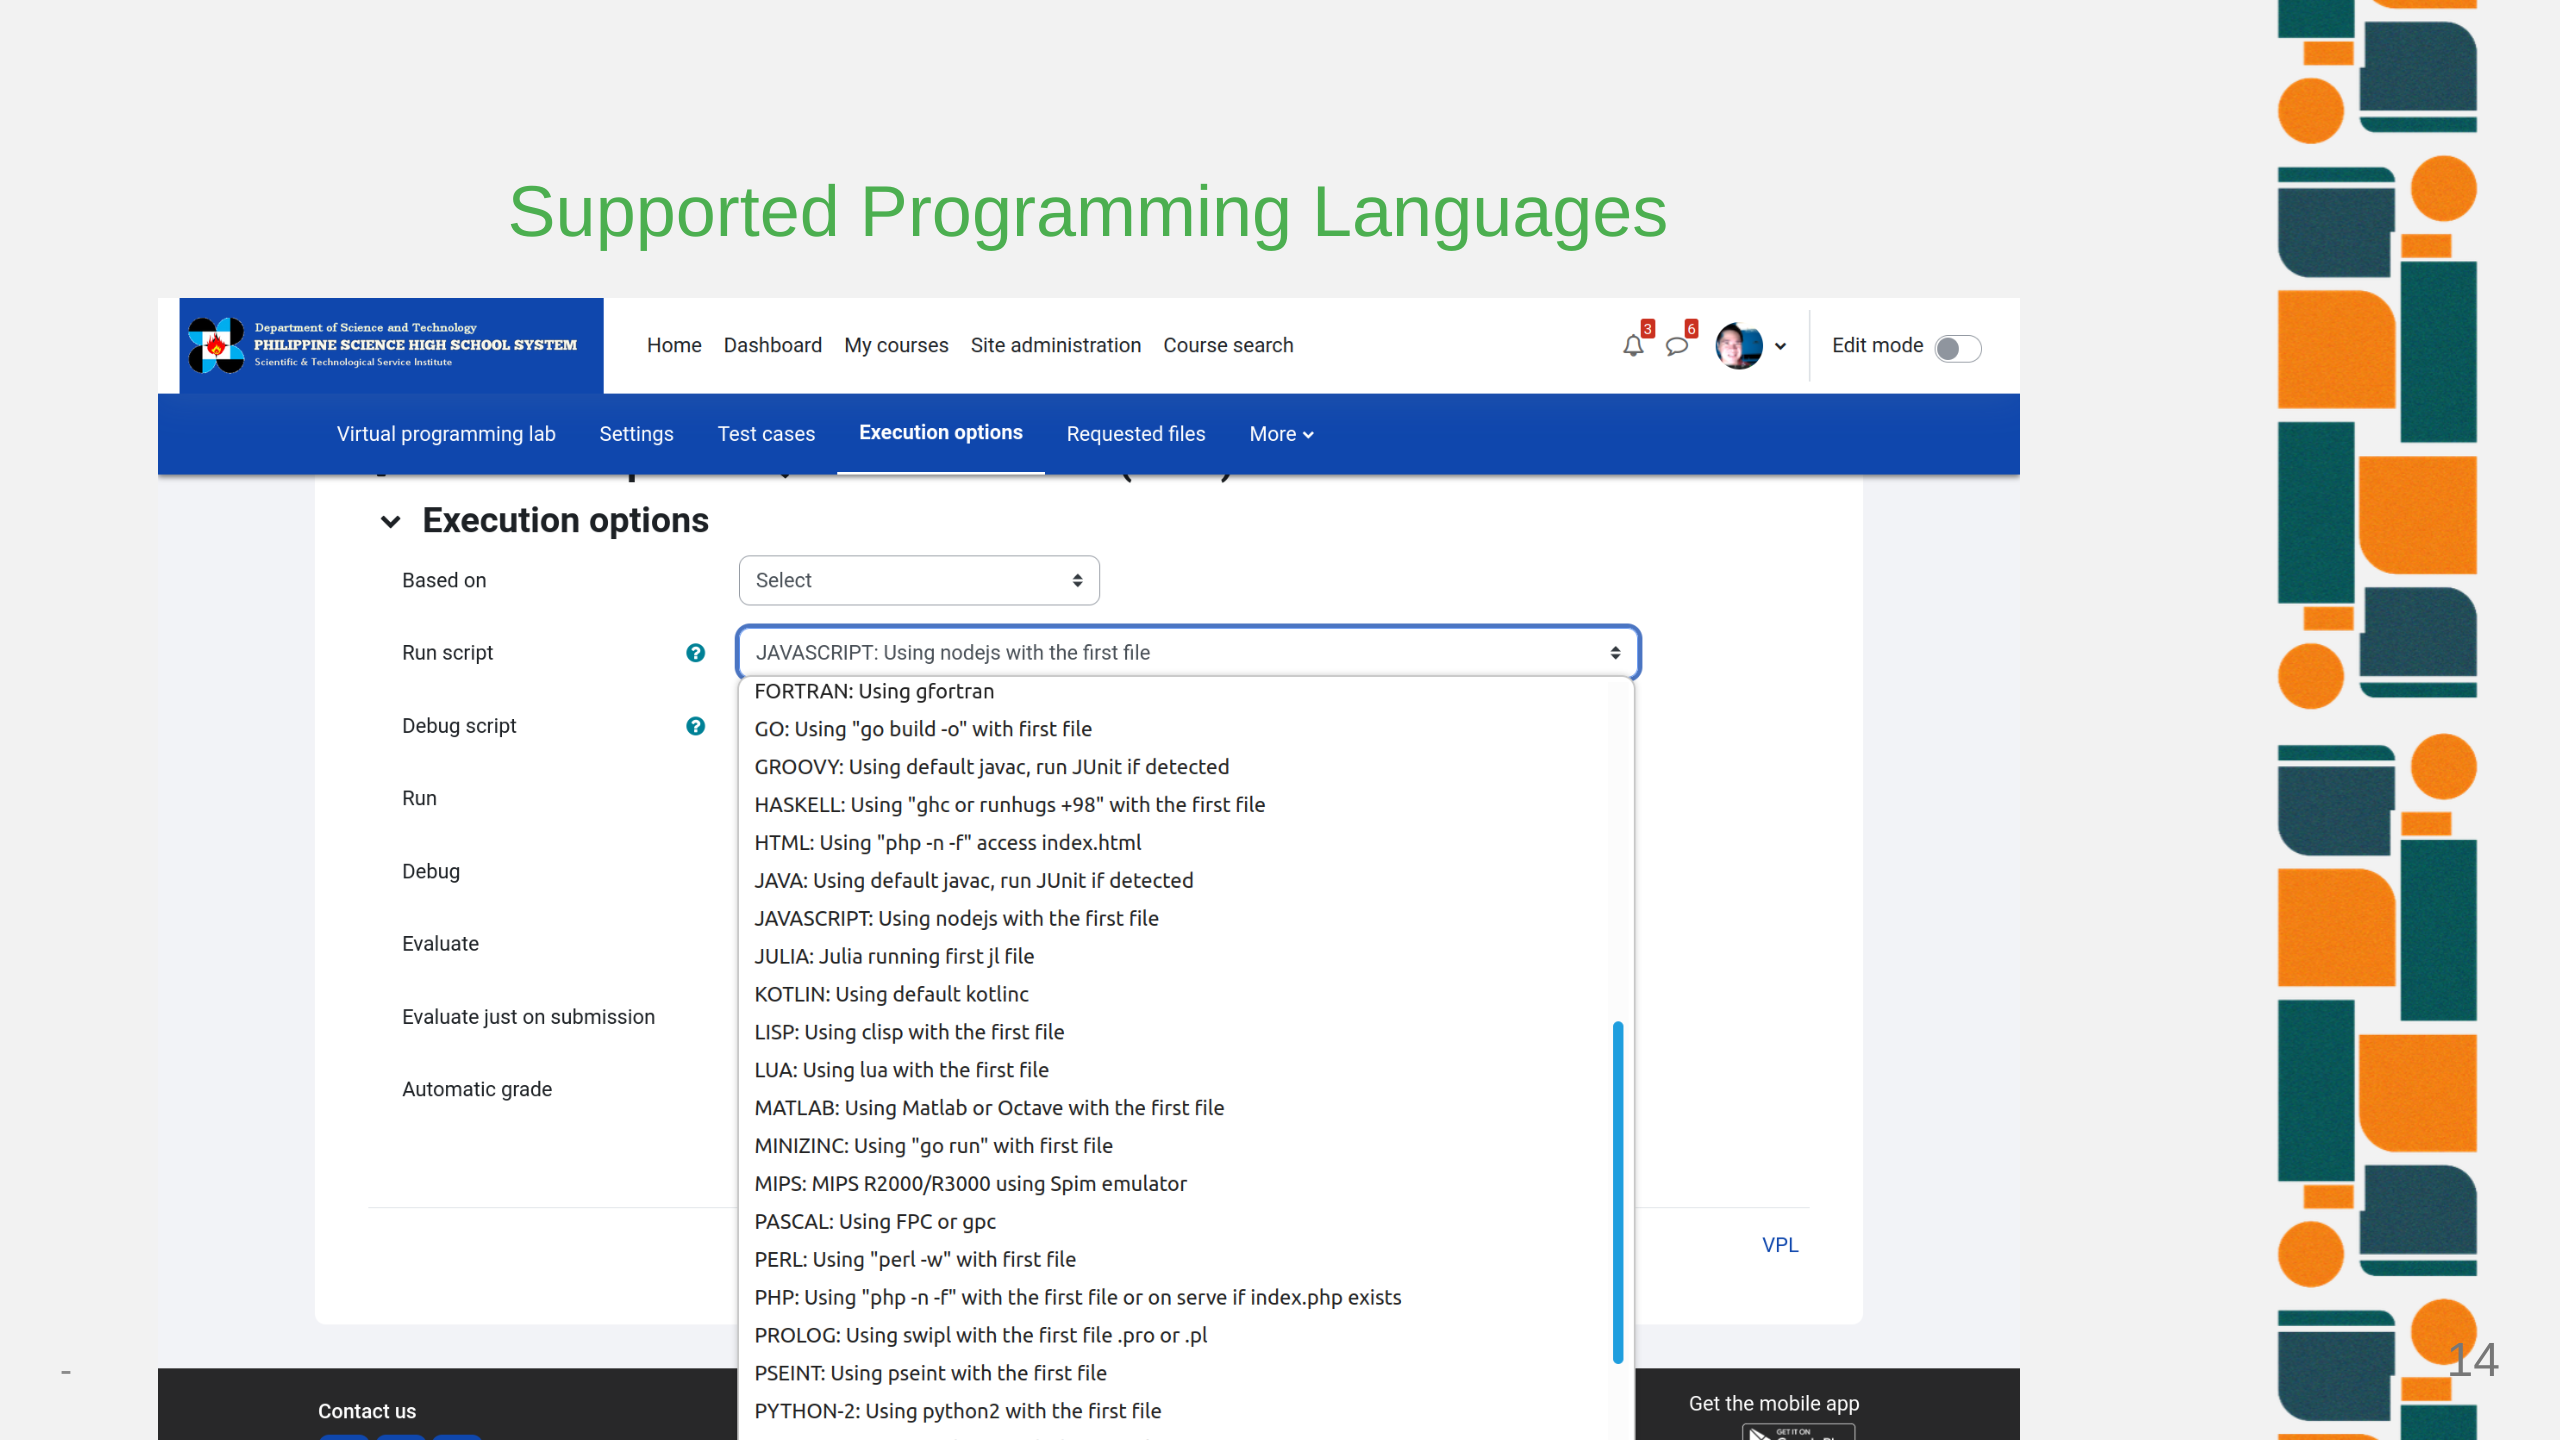 Supported Programming Languages
Department of Science and Technology
PHILIPPINE SCIENCE HIGH SCHOOL SYSTEM
Scientific & Technological Service Institute
Home Dashboard My courses Site administration Course search
3 6
Edit mode
Virtual programming lab Settings Test cases Execution options Requested files More
Execution options
Based on Select
Run script JAVASCRIPT: Using nodejs with the first file
FORTRAN: Using gfortran
Debug script GO: Using "go build -o" with first file
GROOVY: Using default javac, run JUnit if detected
Run HASKELL: Using "ghc or runhugs +98" with the first file
HTML: Using "php -n -f" access index.html
Debug JAVA: Using default javac, run JUnit if detected
JAVASCRIPT: Using nodejs with the first file
Evaluate JULIA: Julia running first jl file
KOTLIN: Using default kotlinc
Evaluate just on submission LISP: Using clisp with the first file
LUA: Using lua with the first file
Automatic grade MATLAB: Using Matlab or Octave with the first file
MINIZINC: Using "go run" with first file
MIPS: MIPS R2000/R3000 using Spim emulator
PASCAL: Using FPC or gpc
PERL: Using "perl -w" with first file VPL
PHP: Using "php -n -f" with the first file or on serve if index.php exists
PROLOG: Using swipl with the first file .pro or .pl
- PSEINT: Using pseint with the first file 14
Contact us PYTHON-2: Using python2 with the first file Get the mobile app
GET IT ON